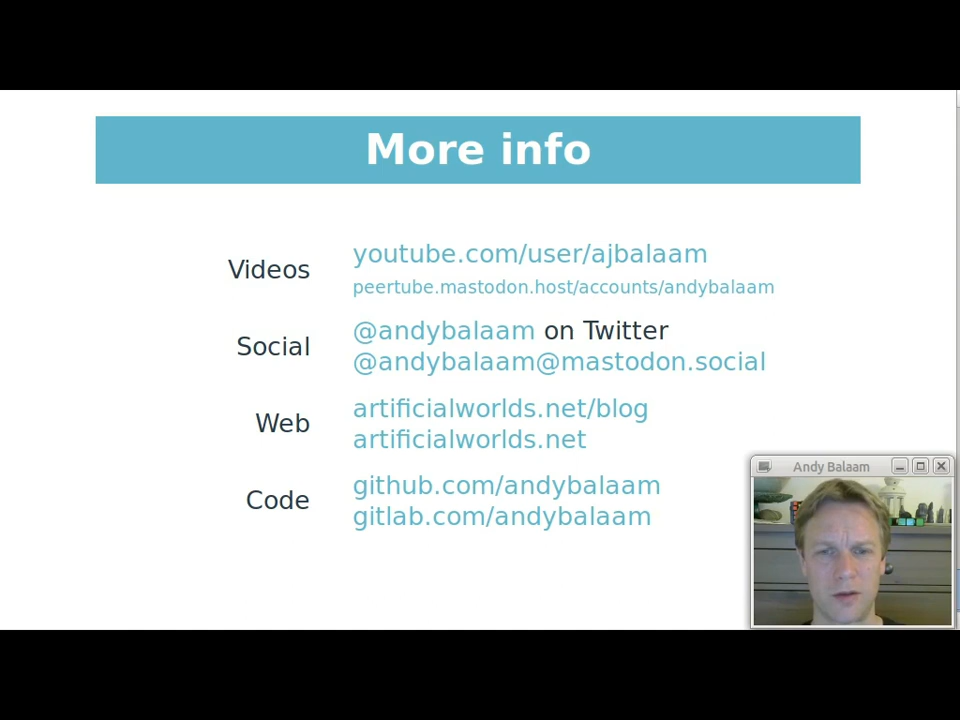 More info
Videos
youtube.com/user/ajbalaam
peertube.mastodon.host/accounts/andybalaam
Social
@andybalaam on Twitter
@andybalaam@mastodon.social
Web
artificialworlds.net/blog
artificialworlds.net
Code
github.com/andybalaam
gitlab.com/andybalaam
Andy Balaam